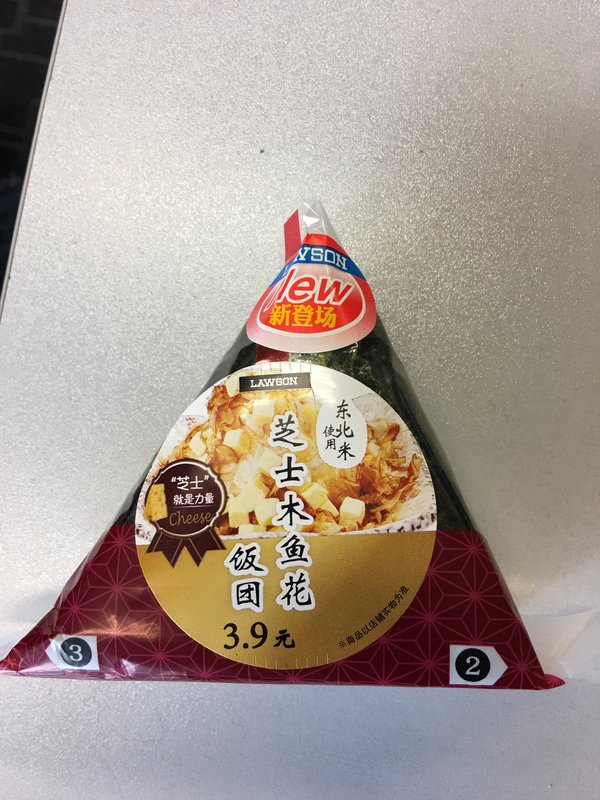 WSON
New
新登场
LAWSON
使用
东北米
芝士木鱼花
饭团
"芝士"
就是力量
Cheese
3.9元
※商品以店铺实物为准
3
2